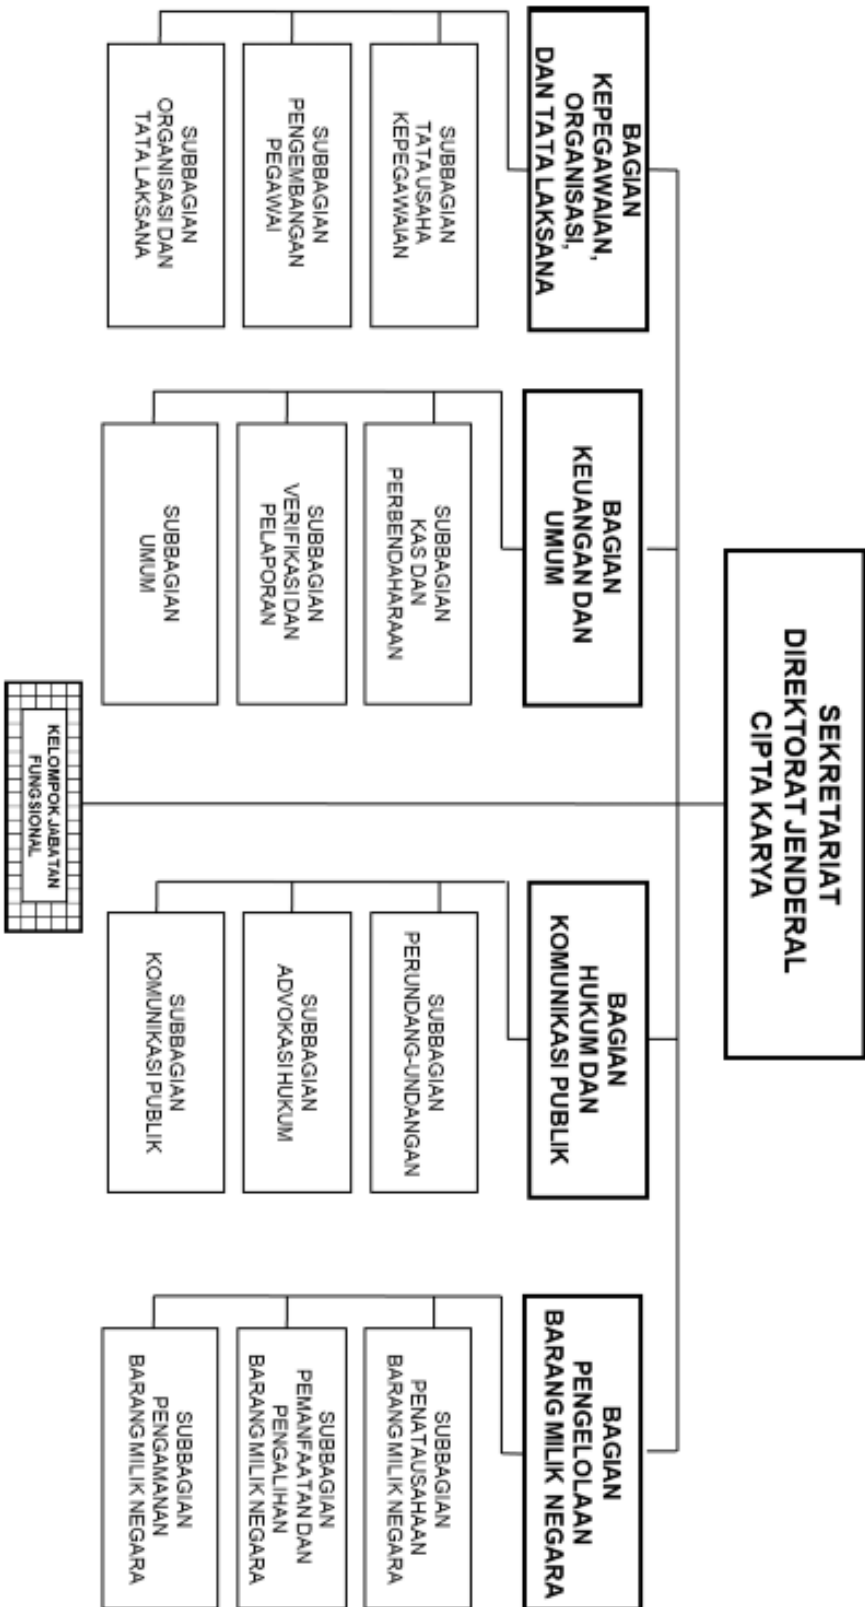 SEKRETARIAT
DIREKTORAT JENDERAL
CIPTA KARYA
BAGIAN
KEPEGAWAIAN,
ORGANISASI,
DAN TATA LAKSANA
SUBBAGIAN
TATA USAHA
KEPEGAWAIAN
SUBBAGIAN
PENGEMBANGAN
PEGAWAI
SUBBAGIAN
ORGANISASI DAN
TATA LAKSANA
BAGIAN
KEUANGAN DAN
UMUM
SUBBAGIAN
KAS DAN
PERBENDAHARAAN
SUBBAGIAN
VERIFIKASI DAN
PELAPORAN
SUBBAGIAN
UMUM
BAGIAN
HUKUM DAN
KOMUNIKASI PUBLIK
SUBBAGIAN
PERUNDANG-UNDANGAN
SUBBAGIAN
ADVOKASI HUKUM
SUBBAGIAN
KOMUNIKASI PUBLIK
BAGIAN
PENGELOLAAN
BARANG MILIK NEGARA
SUBBAGIAN
PENATAUSAHAAN
BARANG MILIK NEGARA
SUBBAGIAN
PEMANFAATAN DAN
PENGALIHAN
BARANG MILIK NEGARA
SUBBAGIAN
PENGAMANAN
BARANG MILIK NEGARA
KELOMPOK JABATAN
FUNGSIONAL